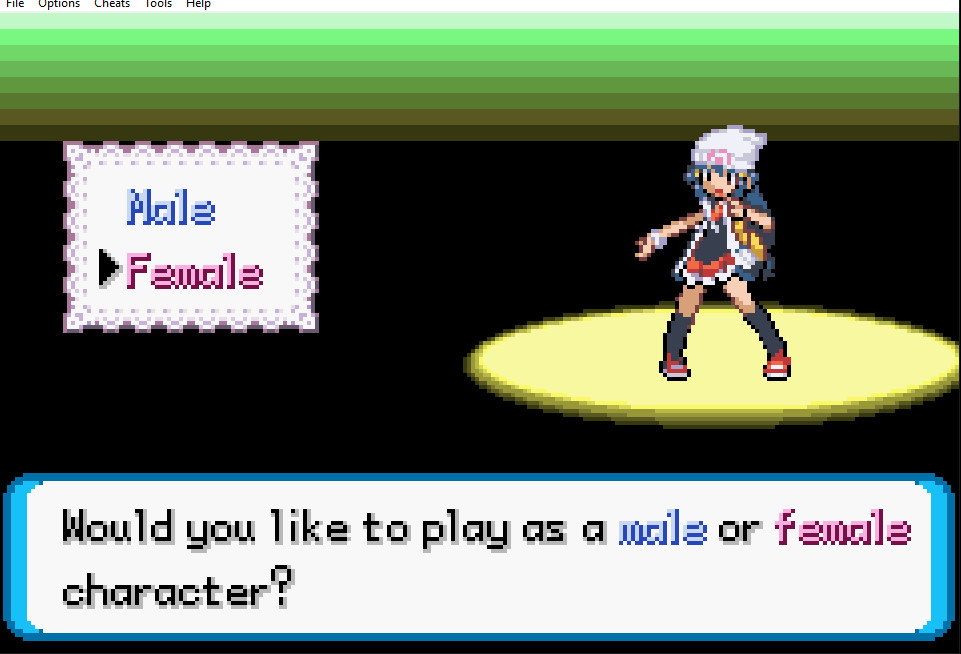 File Options Cheats Tools Help
Male
Female
Would you like to play as a male or female
character?